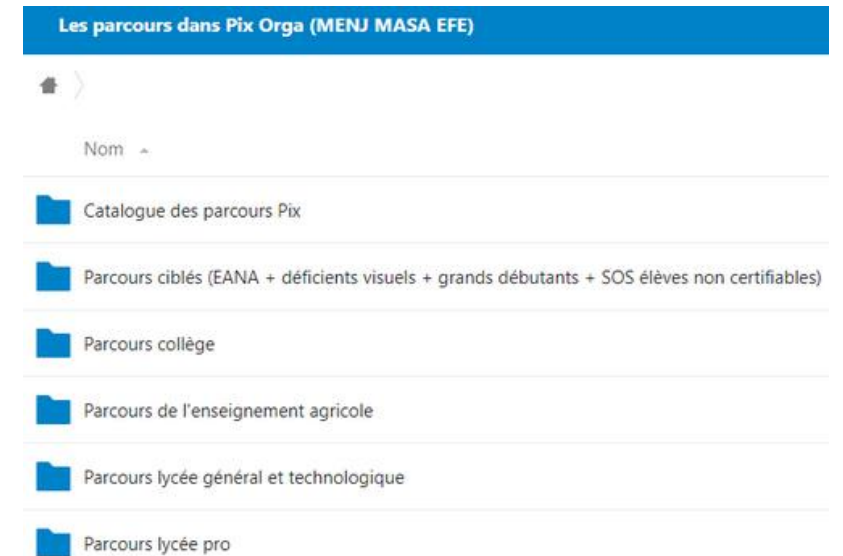 Les parcours dans Pix Orga (MENJ MASA EFE)
Nom
Catalogue des parcours Pix
Parcours ciblés (EANA + déficients visuels + grands débutants + SOS élèves non certifiables)
Parcours collège
Parcours de l'enseignement agricole
Parcours lycée général et technologique
Parcours lycée pro